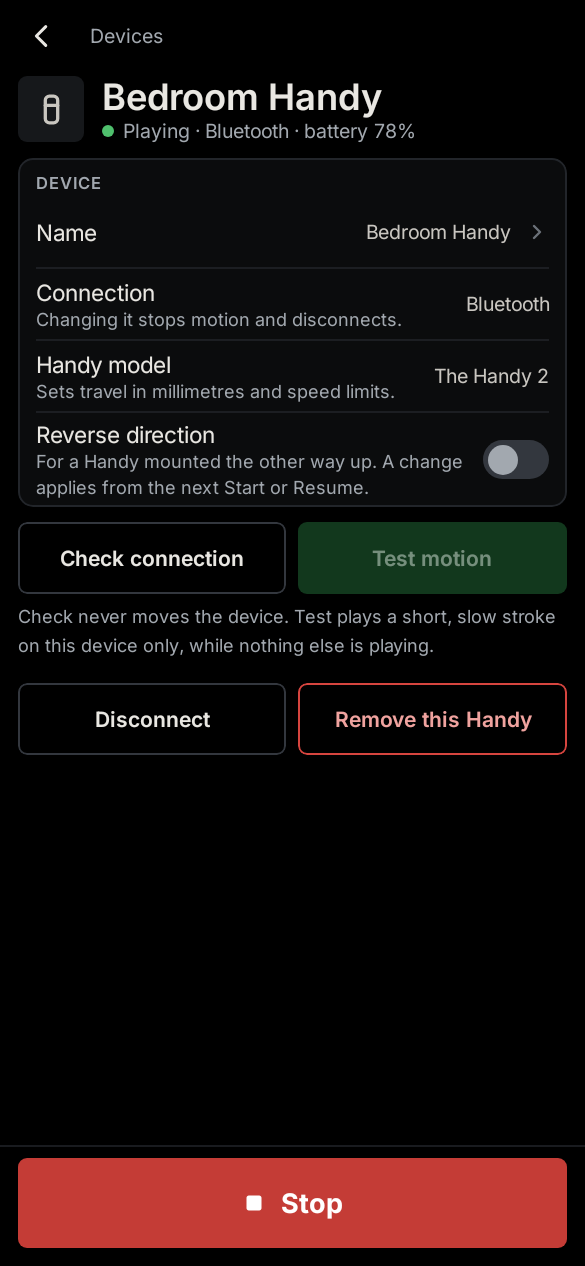 Devices
Bedroom Handy
Playing · Bluetooth · battery 78%
DEVICE
Name
Bedroom Handy
Connection
Changing it stops motion and disconnects.
Bluetooth
Handy model
Sets travel in millimetres and speed limits.
The Handy 2
Reverse direction
For a Handy mounted the other way up. A change
applies from the next Start or Resume.
Check connection
Test motion
Check never moves the device. Test plays a short, slow stroke
on this device only, while nothing else is playing.
Disconnect
Remove this Handy
Stop